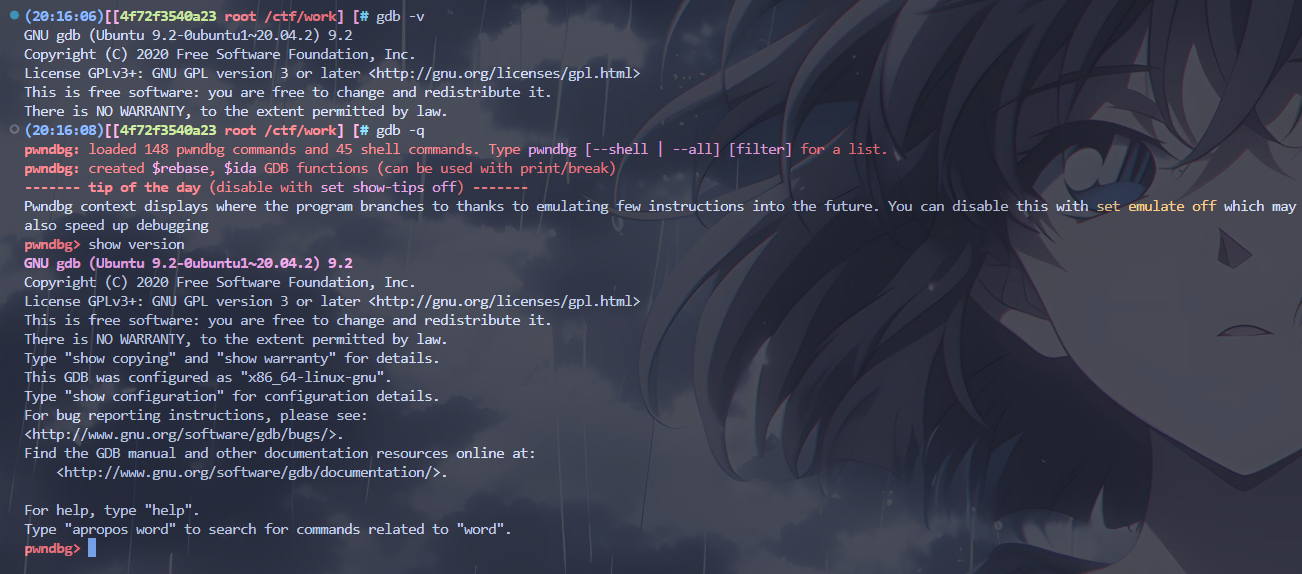 (20:16:06)[[4f72f3540a23 root /ctf/work] [# gdb -v
GNU gdb (Ubuntu 9.2-0ubuntu1~20.04.2) 9.2
Copyright (C) 2020 Free Software Foundation, Inc.
License GPLv3+: GNU GPL version 3 or later <http://gnu.org/licenses/gpl.html>
This is free software: you are free to change and redistribute it.
There is NO WARRANTY, to the extent permitted by law.
(20:16:08)[[4f72f3540a23 root /ctf/work] [# gdb -q
pwndbg: loaded 148 pwndbg commands and 45 shell commands. Type pwndbg [--shell | --all] [filter] for a list.
pwndbg: created $rebase, $ida GDB functions (can be used with print/break)
------- tip of the day (disable with set show-tips off) -------
Pwndbg context displays where the program branches to thanks to emulating few instructions into the future. You can disable this with set emulate off which may
also speed up debugging
pwndbg> show version
GNU gdb (Ubuntu 9.2-0ubuntu1~20.04.2) 9.2
Copyright (C) 2020 Free Software Foundation, Inc.
License GPLv3+: GNU GPL version 3 or later <http://gnu.org/licenses/gpl.html>
This is free software: you are free to change and redistribute it.
There is NO WARRANTY, to the extent permitted by law.
Type "show copying" and "show warranty" for details.
This GDB was configured as "x86_64-linux-gnu".
Type "show configuration" for configuration details.
For bug reporting instructions, please see:
<http://www.gnu.org/software/gdb/bugs/>.
Find the GDB manual and other documentation resources online at:
    <http://www.gnu.org/software/gdb/documentation/>.

For help, type "help".
Type "apropos word" to search for commands related to "word".
pwndbg>